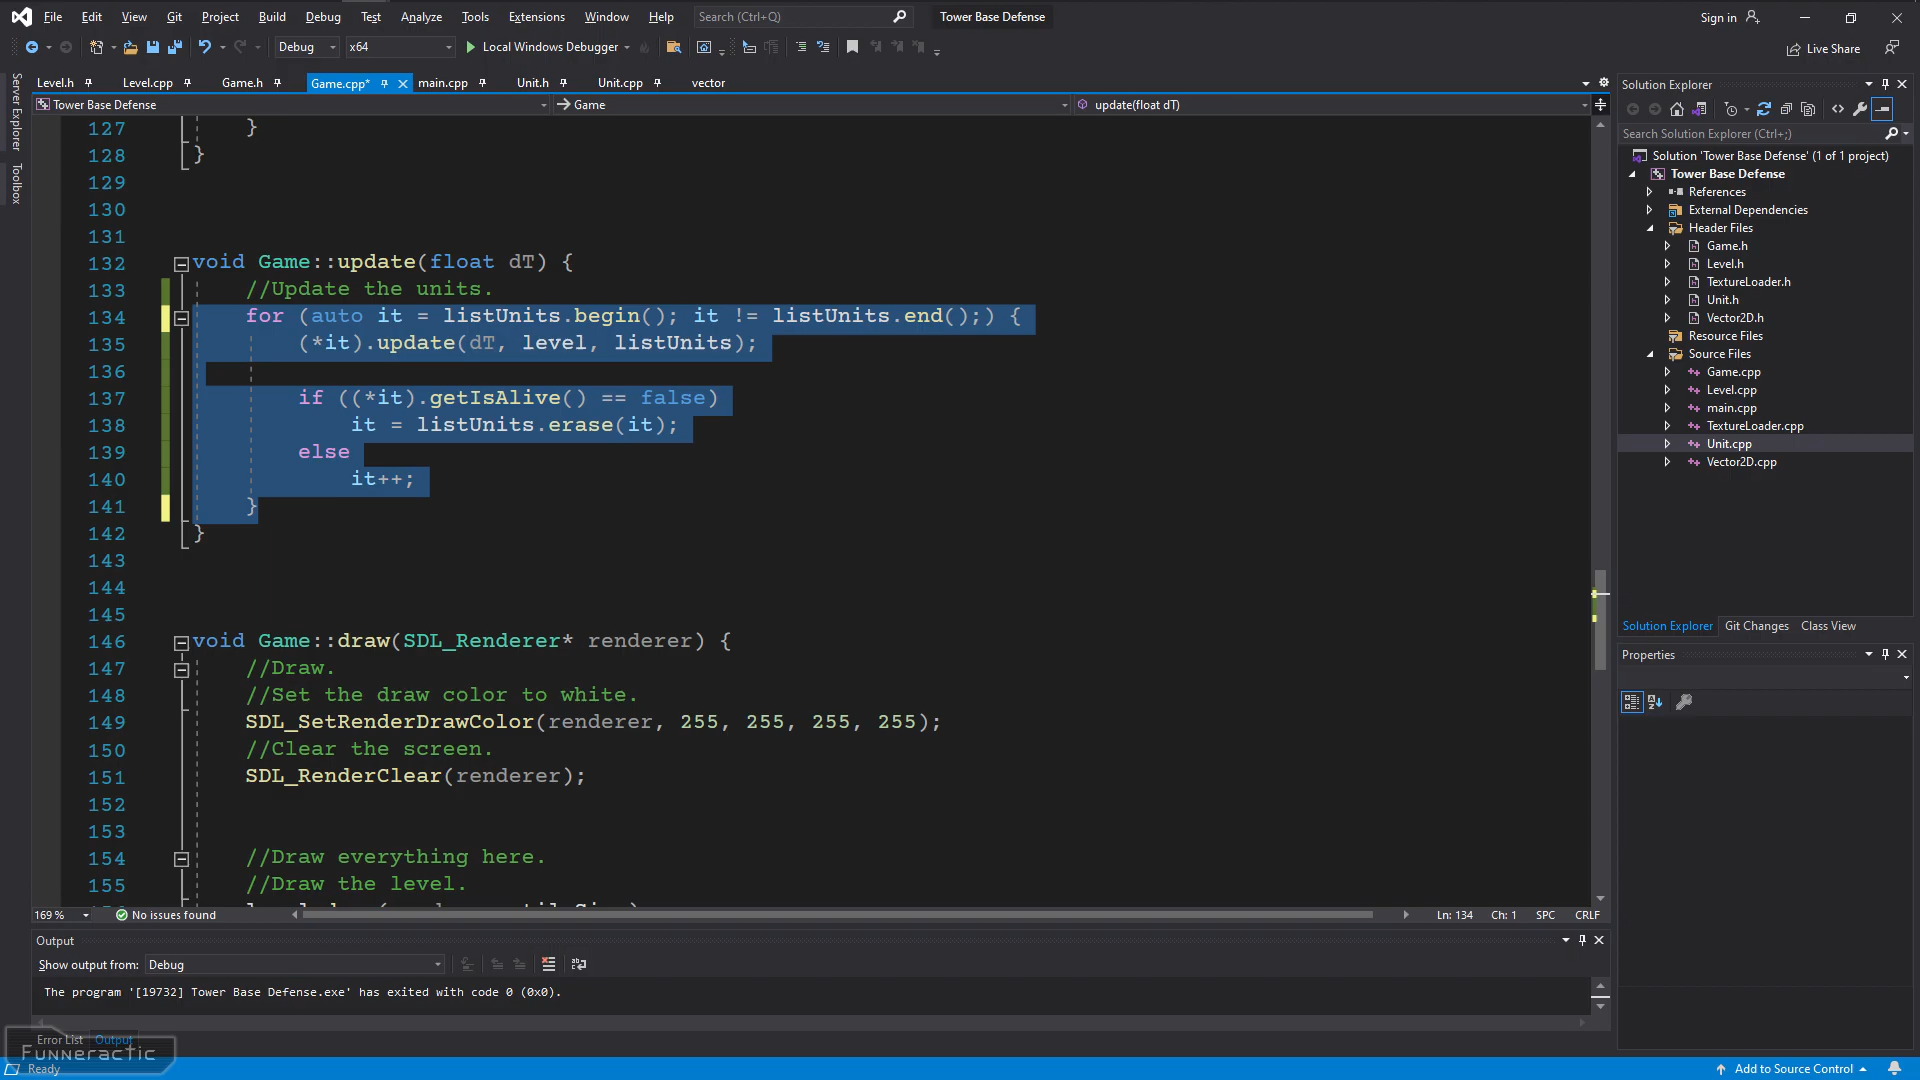 File Edit View Git Project Build Debug Test Analyze Tools Extensions Window Help Search (Ctrl+Q) Tower Base Defense Sign in
Debug x64 Local Windows Debugger Live Share
Level.h Level.cpp Game.h Game.cpp* main.cpp Unit.h Unit.cpp vector
Tower Base Defense Game update(float dT)
Server Explorer
Toolbox
127 }
128 }
129
130
131
132 void Game::update(float dT) {
133 //Update the units.
134 for (auto it = listUnits.begin(); it != listUnits.end();) {
135 (*it).update(dT, level, listUnits);
136
137 if ((*it).getIsAlive() == false)
138 it = listUnits.erase(it);
139 else
140 it++;
141 }
142 }
143
144
145
146 void Game::draw(SDL_Renderer* renderer) {
147 //Draw.
148 //Set the draw color to white.
149 SDL_SetRenderDrawColor(renderer, 255, 255, 255, 255);
150 //Clear the screen.
151 SDL_RenderClear(renderer);
152
153
154 //Draw everything here.
155 //Draw the level.
169 % No issues found Ln: 134 Ch: 1 SPC CRLF
Output
Show output from: Debug
The program '[19732] Tower Base Defense.exe' has exited with code 0 (0x0).
Error List Output
Funneractic
Ready
Solution Explorer
Search Solution Explorer (Ctrl+;)
Solution 'Tower Base Defense' (1 of 1 project)
Tower Base Defense
References
External Dependencies
Header Files
Game.h
Level.h
TextureLoader.h
Unit.h
Vector2D.h
Resource Files
Source Files
Game.cpp
Level.cpp
main.cpp
TextureLoader.cpp
Unit.cpp
Vector2D.cpp
Solution Explorer Git Changes Class View
Properties
Add to Source Control